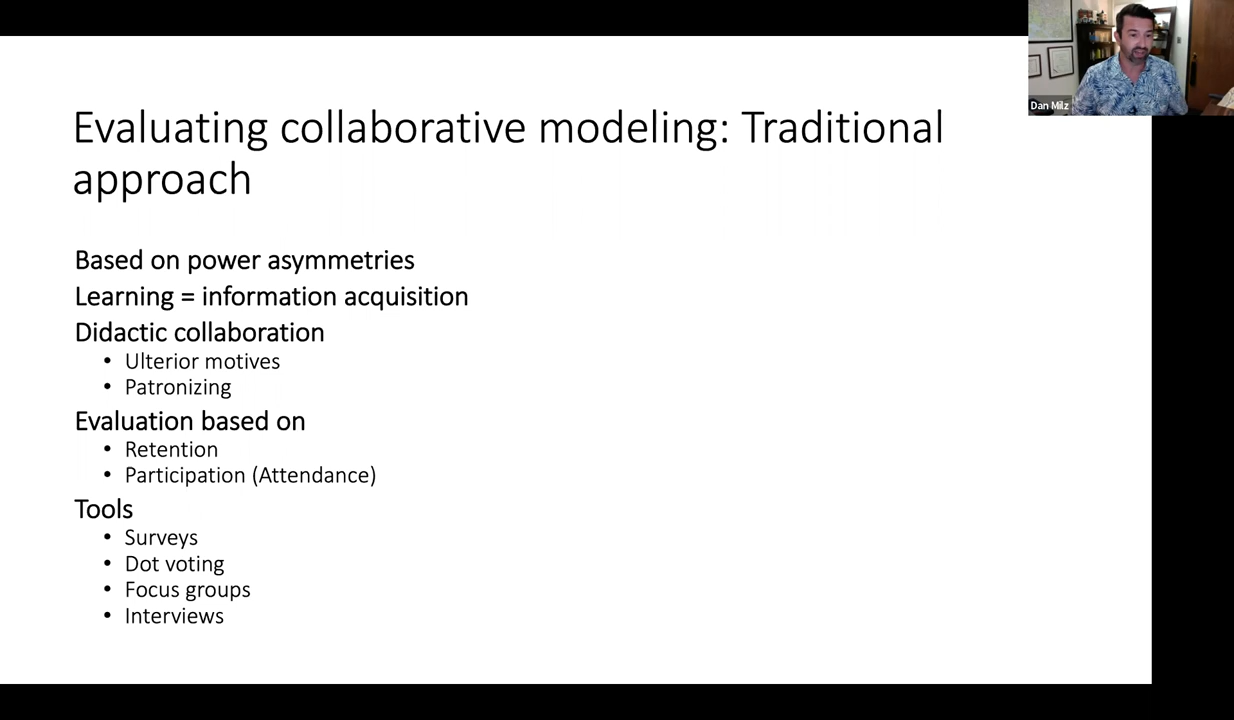 Evaluating collaborative modeling: Traditional
approach
Based on power asymmetries
Learning = information acquisition
Didactic collaboration
• Ulterior motives
• Patronizing
Evaluation based on
• Retention
• Participation (Attendance)
Tools
• Surveys
• Dot voting
• Focus groups
• Interviews
Dan Milz